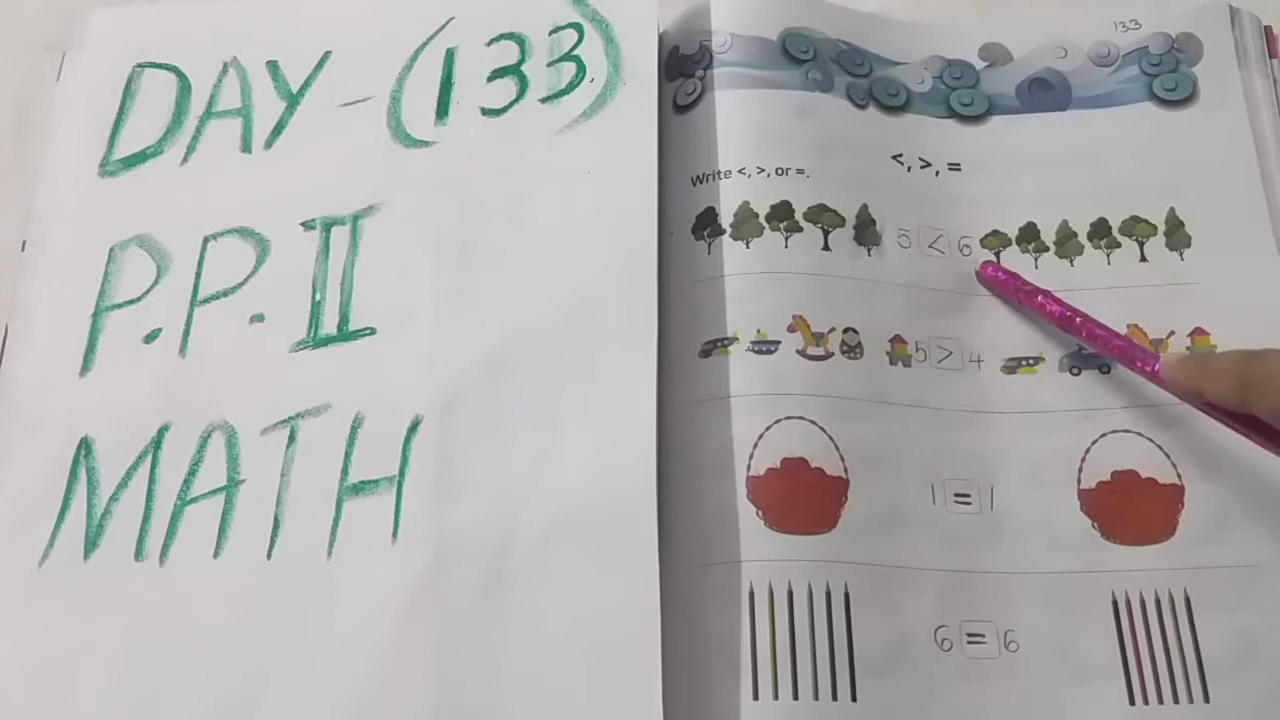 DAY - (133)
P.P. II
MATH
133
<, >, =
Write <, >, or =.
5 < 6
5 > 4
1 = 1
6 = 6